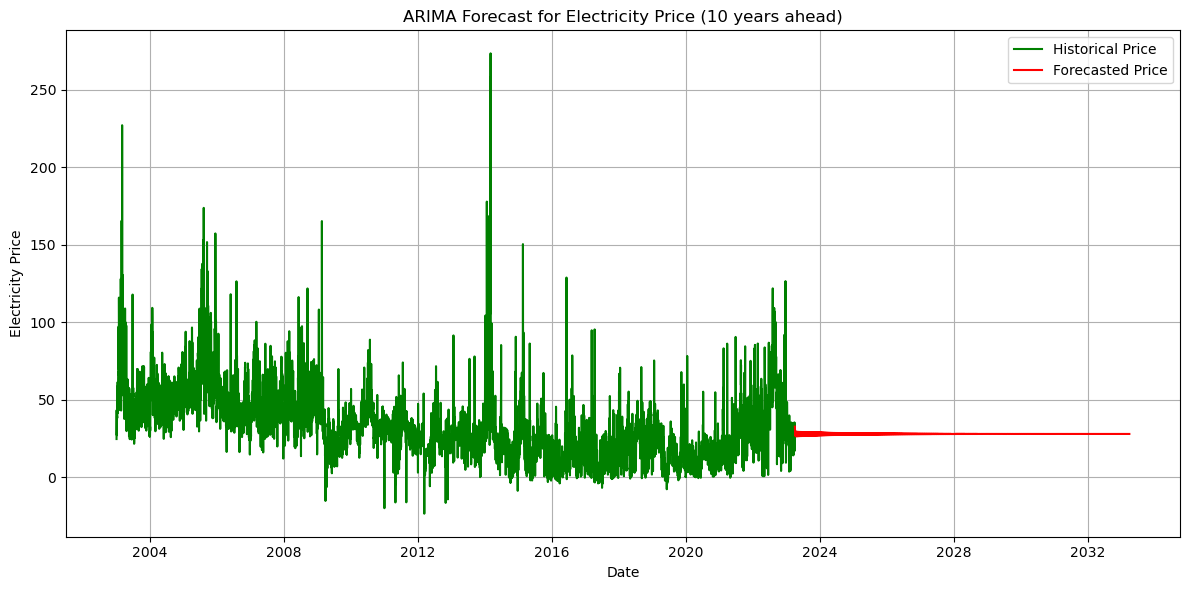 ARIMA Forecast for Electricity Price (10 years ahead)
Historical Price
Forecasted Price
Electricity Price
250
200
150
100
50
0
2004 2008 2012 2016 2020 2024 2028 2032
Date